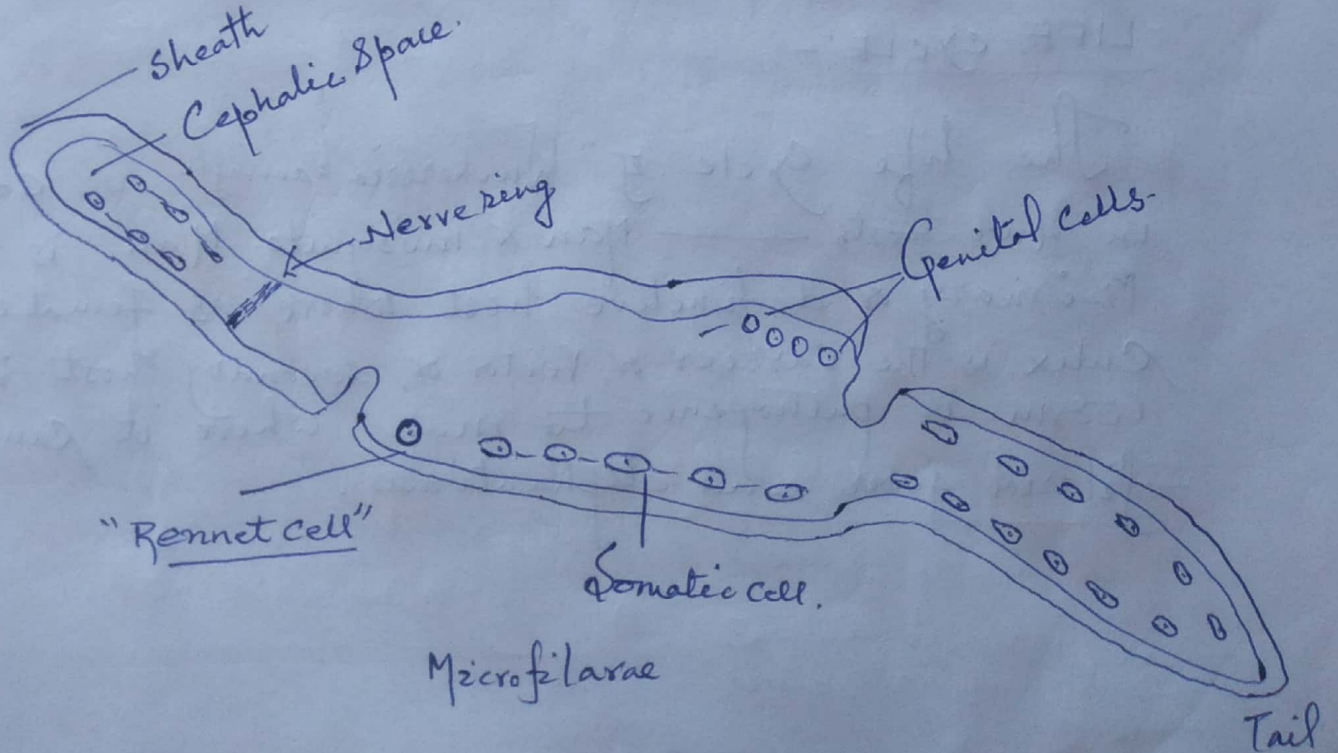 Sheath
Cephalic Space.
Nerve ring
Genital cells.
"Rennet cell"
Somatic cell.
Microfilarae
Tail